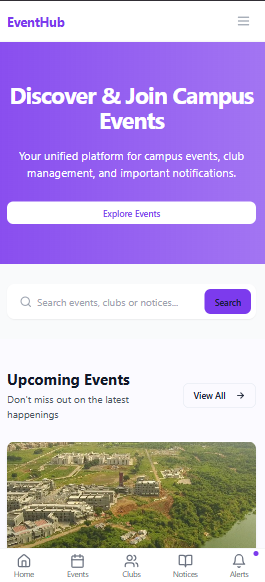 EventHub
Discover & Join Campus
Events
Your unified platform for campus events, club
management, and important notifications.
Explore Events
Search events, clubs or notices...
Search
Upcoming Events
Don't miss out on the latest
happenings
View All
Home
Events
Clubs
Notices
Alerts